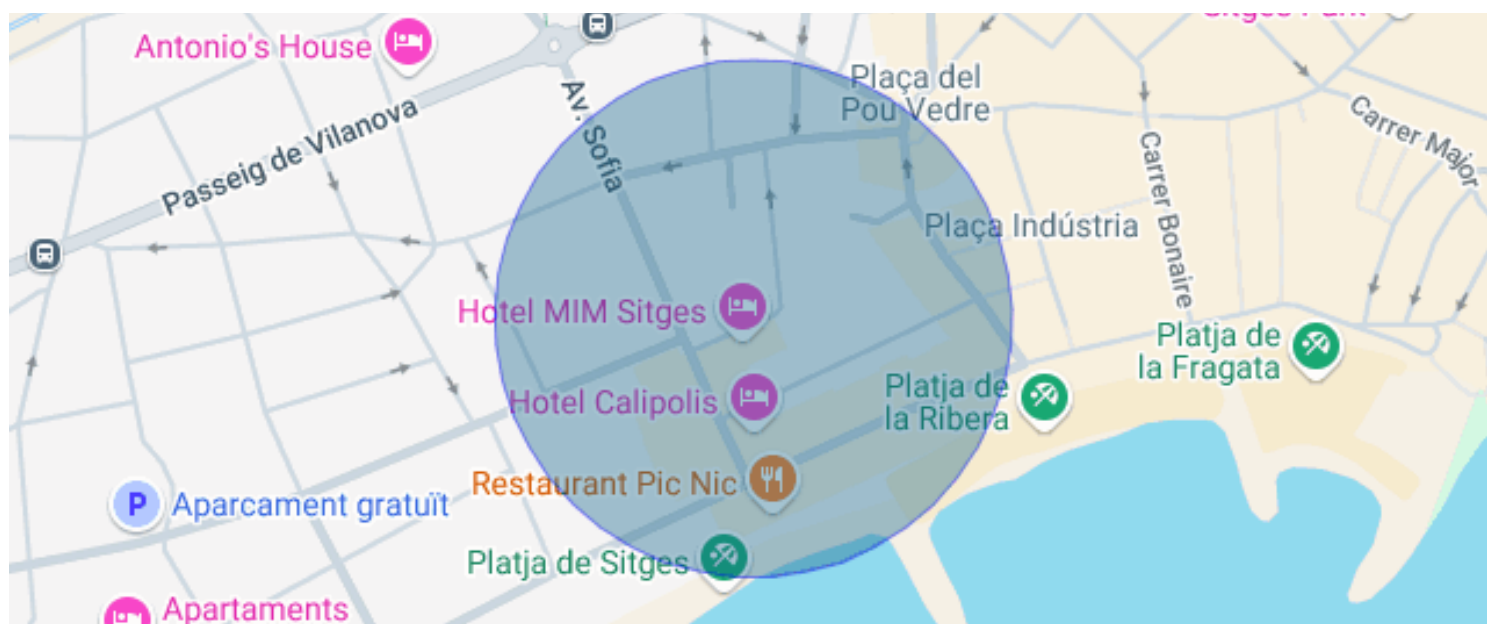 Sitges Park
Antonio's House
Plaça del
Pou Vedre
Av. Sofia
Passeig de Vilanova
Carrer Major
Carrer Bonaire
Plaça Indústria
Hotel MIM Sitges
Platja de
la Fragata
Hotel Calipolis
Platja de
la Ribera
Restaurant Pic Nic
P
Aparcament gratuït
Platja de Sitges
Apartaments